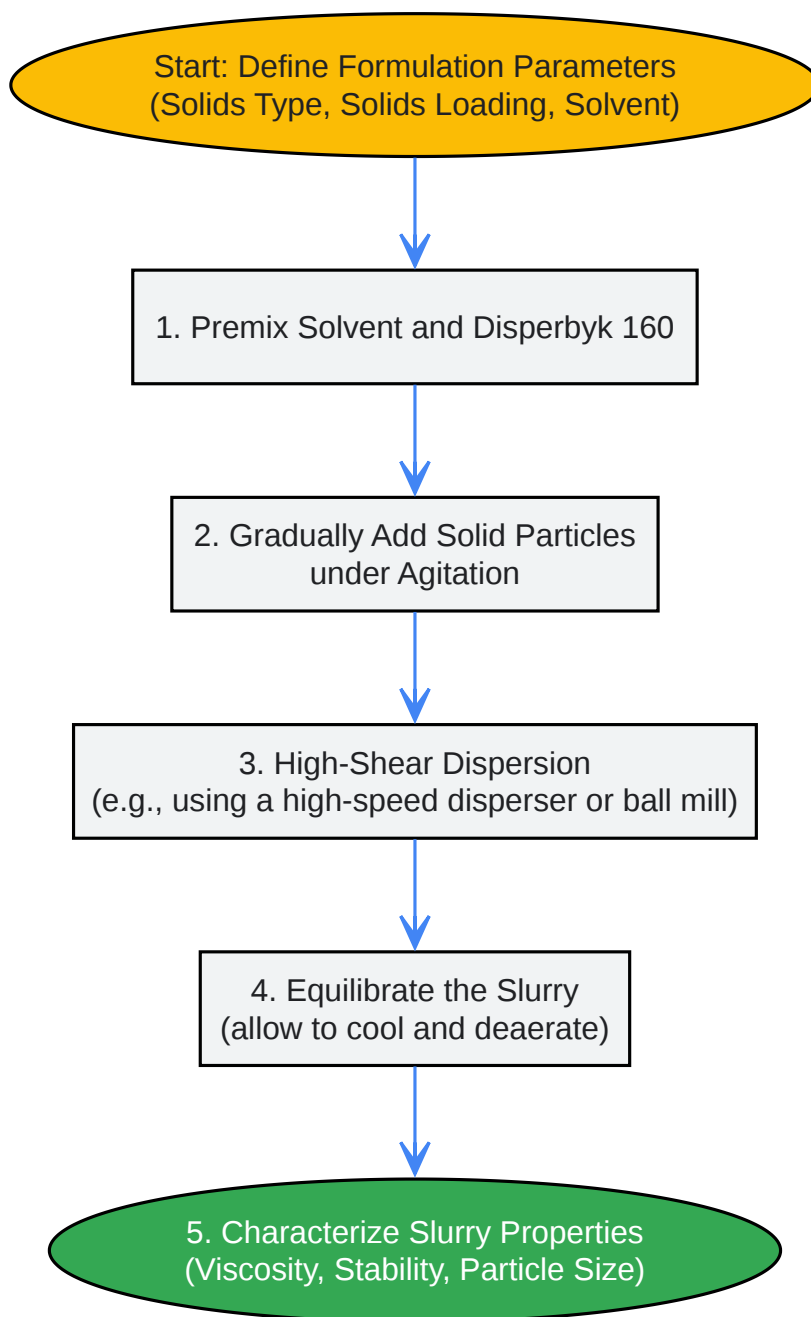 Start: Define Formulation Parameters
(Solids Type, Solids Loading, Solvent)
1. Premix Solvent and Disperbyk 160
2. Gradually Add Solid Particles
under Agitation
3. High-Shear Dispersion
(e.g., using a high-speed disperser or ball mill)
4. Equilibrate the Slurry
(allow to cool and deaerate)
5. Characterize Slurry Properties
(Viscosity, Stability, Particle Size)